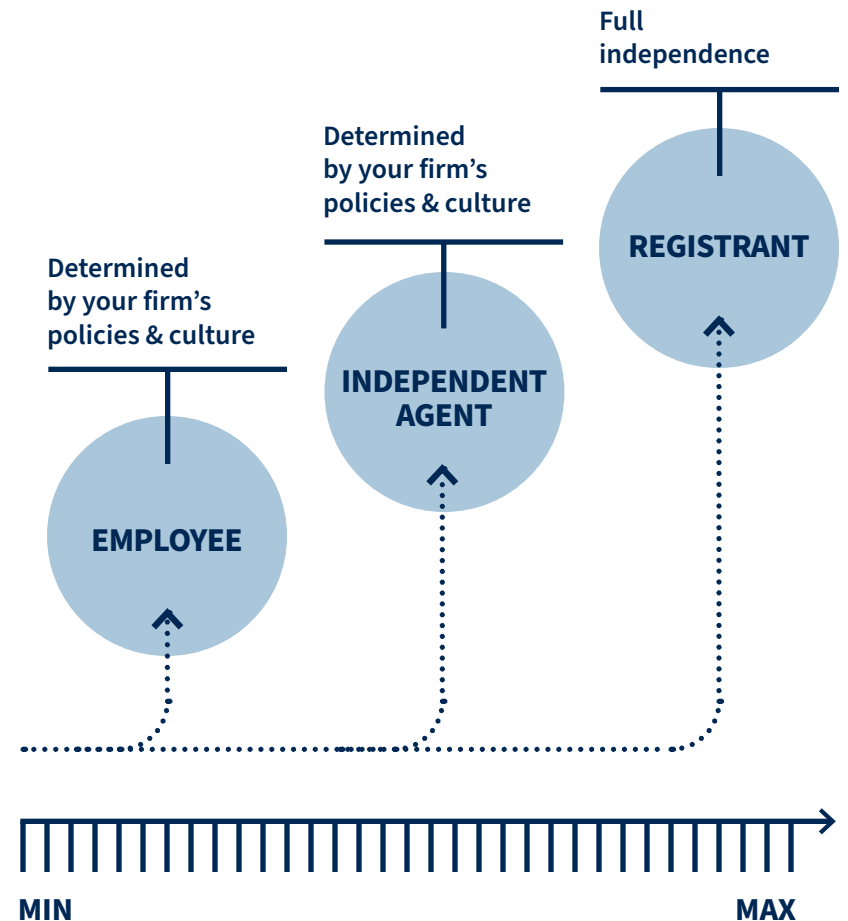 Full
independence
Determined
by your firm’s
policies & culture
REGISTRANT
Determined
by your firm’s
policies & culture
INDEPENDENT
AGENT
EMPLOYEE
MIN
MAX